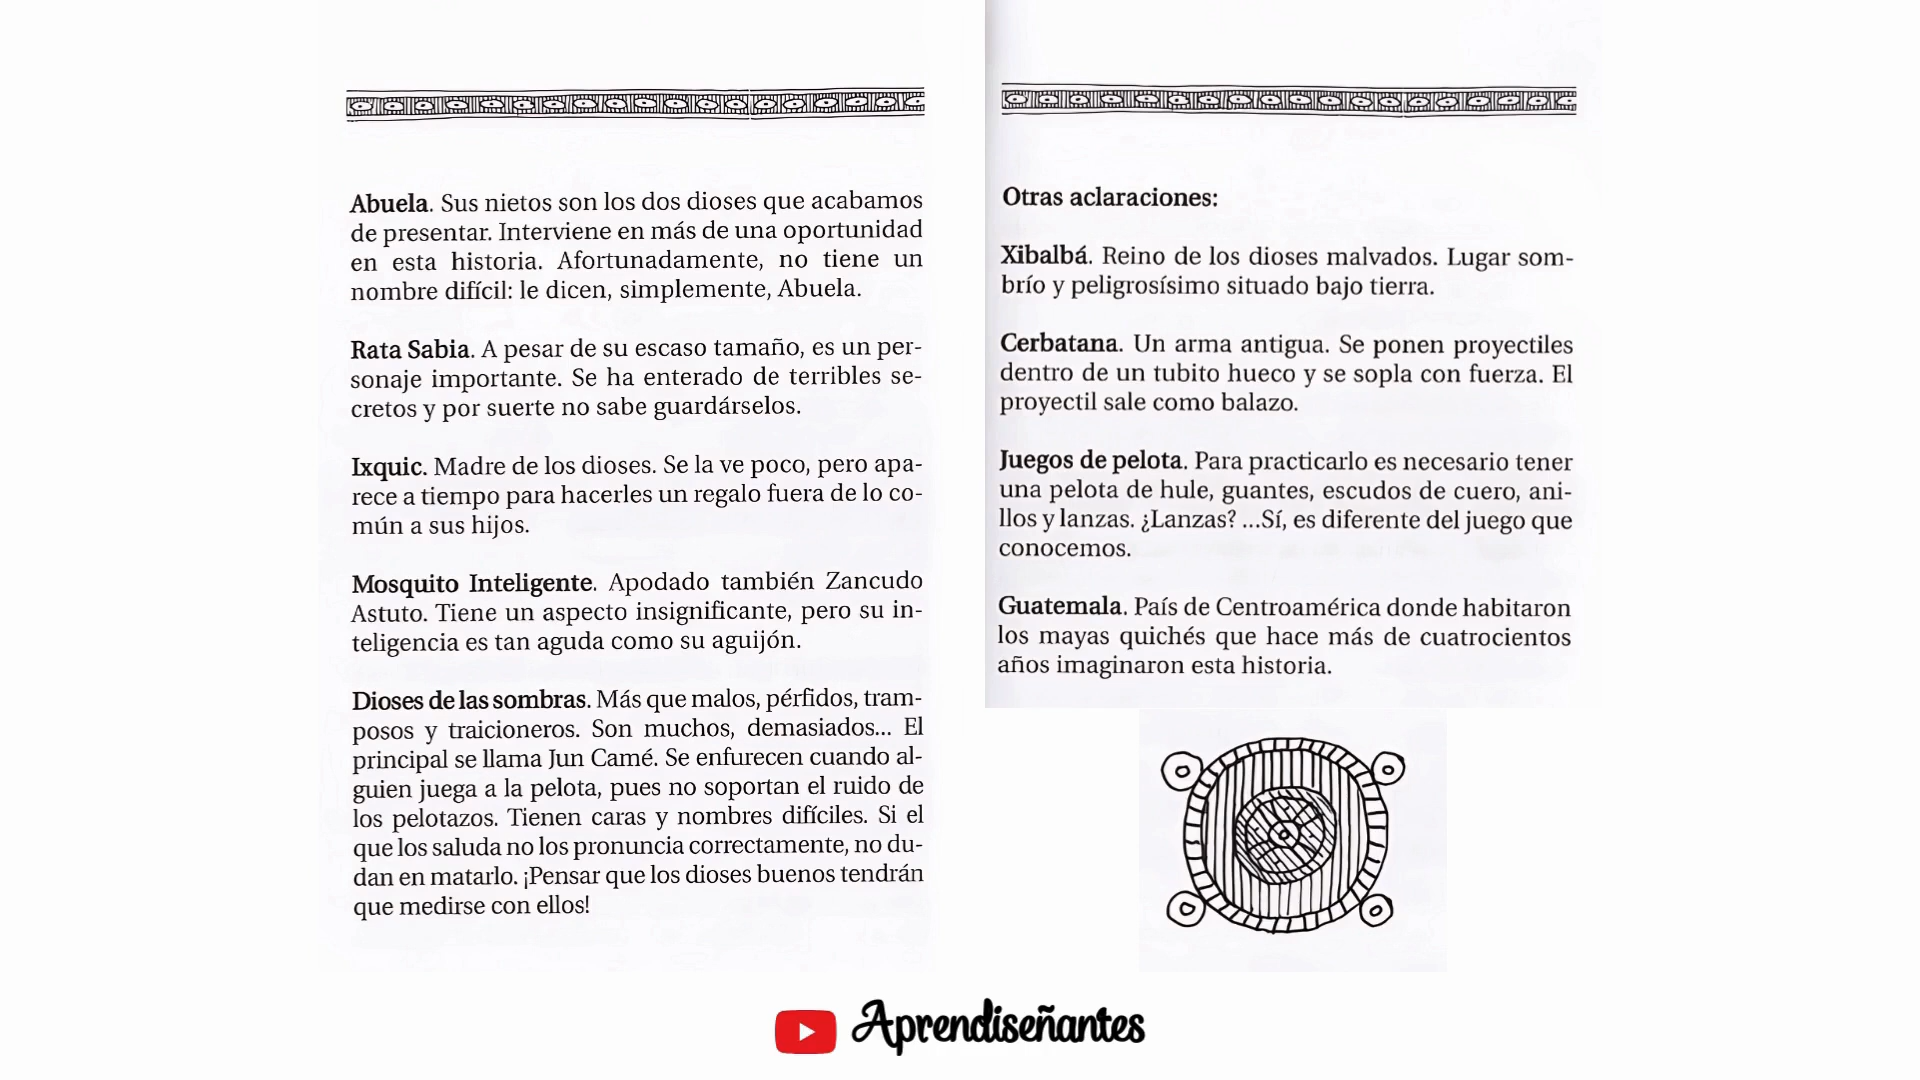 Abuela. Sus nietos son los dos dioses que acabamos
de presentar. Interviene en más de una oportunidad
en esta historia. Afortunadamente, no tiene un
nombre difícil: le dicen, simplemente, Abuela.
Rata Sabia. A pesar de su escaso tamaño, es un per-
sonaje importante. Se ha enterado de terribles se-
cretos y por suerte no sabe guardárselos.
Ixquic. Madre de los dioses. Se la ve poco, pero apa-
rece a tiempo para hacerles un regalo fuera de lo co-
mún a sus hijos.
Mosquito Inteligente. Apodado también Zancudo
Astuto. Tiene un aspecto insignificante, pero su in-
teligencia es tan aguda como su aguijón.
Dioses de las sombras. Más que malos, pérfidos, tram-
posos y traicioneros. Son muchos, demasiados... El
principal se llama Jun Camé. Se enfurecen cuando al-
guien juega a la pelota, pues no soportan el ruido de
los pelotazos. Tienen caras y nombres difíciles. Si el
que los saluda no los pronuncia correctamente, no du-
dan en matarlo. ¡Pensar que los dioses buenos tendrán
que medirse con ellos!
Otras aclaraciones:
Xibalbá. Reino de los dioses malvados. Lugar som-
brío y peligrosísimo situado bajo tierra.
Cerbatana. Un arma antigua. Se ponen proyectiles
dentro de un tubito hueco y se sopla con fuerza. El
proyectil sale como balazo.
Juegos de pelota. Para practicarlo es necesario tener
una pelota de hule, guantes, escudos de cuero, ani-
llos y lanzas. ¿Lanzas? ...Sí, es diferente del juego que
conocemos.
Guatemala. País de Centroamérica donde habitaron
los mayas quichés que hace más de cuatrocientos
años imaginaron esta historia.
Aprendiseñantes